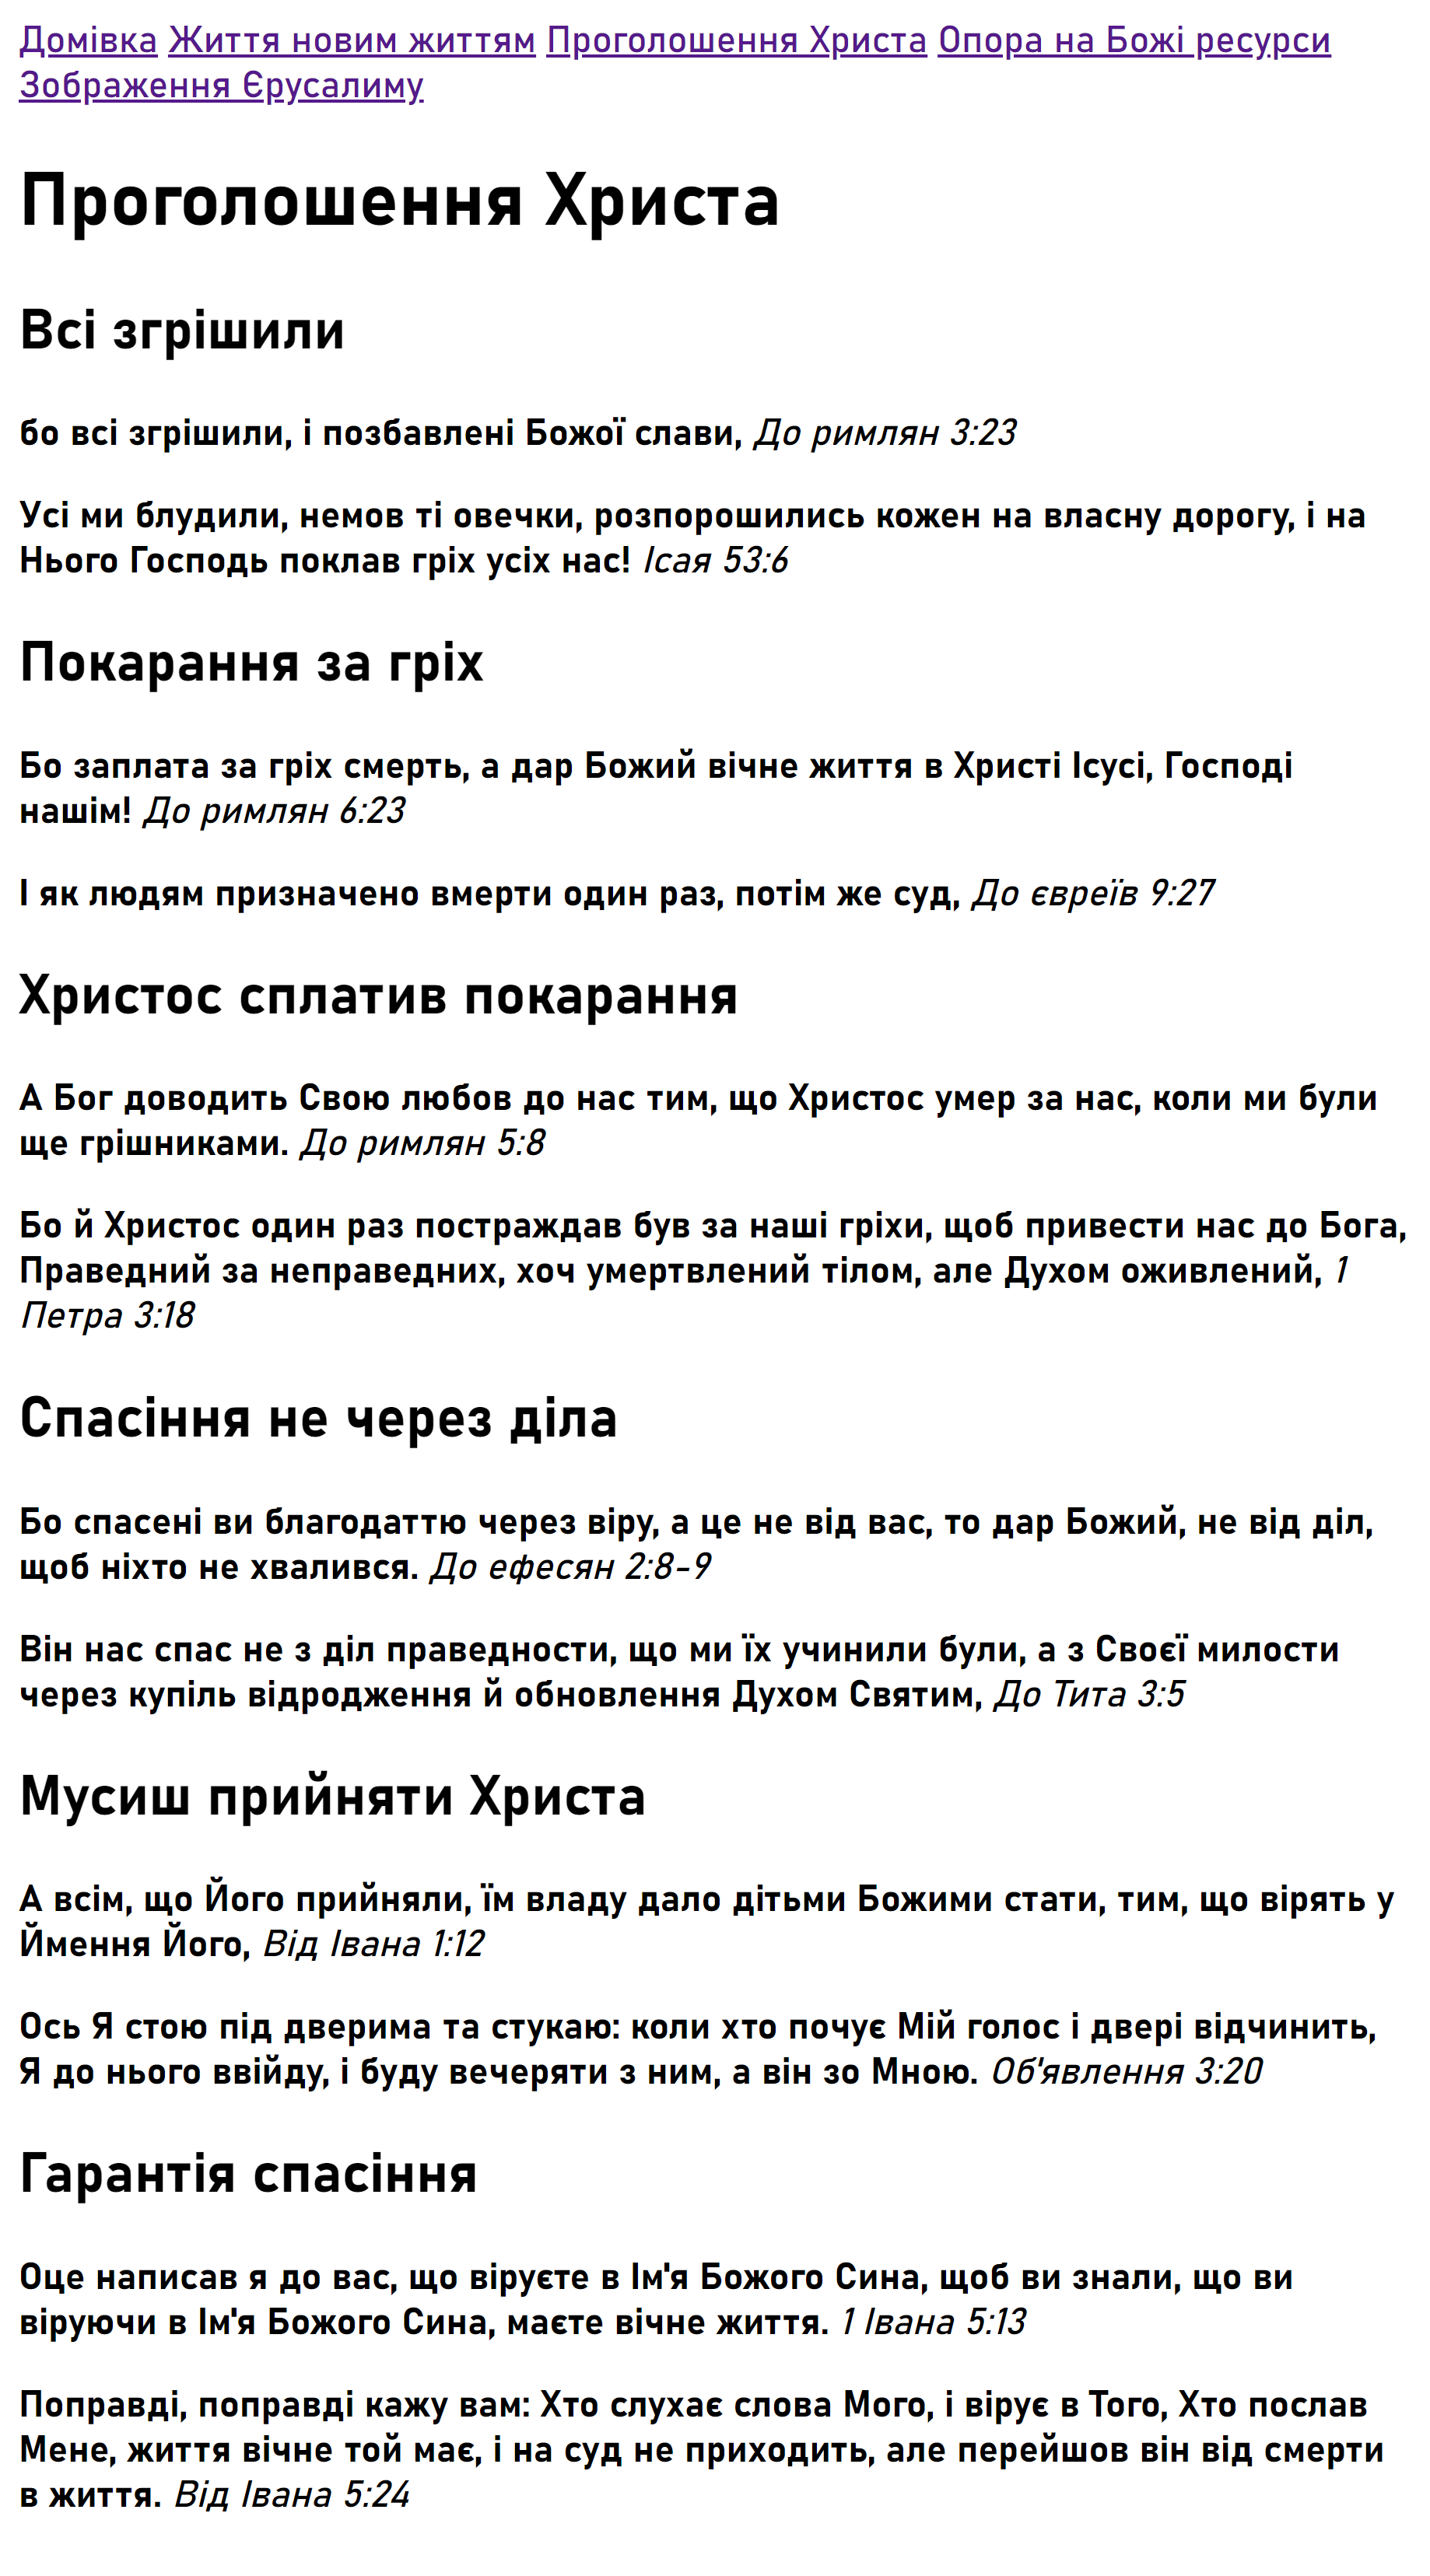 Домівка Життя новим життям Проголошення Христа Опора на Божі ресурси
Зображення Єрусалиму
Проголошення Христа
Всі згрішили
бо всі згрішили, і позбавлені Божої слави, До римлян 3:23
Усі ми блудили, немов ті овечки, розпорошились кожен на власну дорогу, і на
Нього Господь поклав гріх усіх нас! Ісая 53:6
Покарання за гріх
Бо заплата за гріх смерть, а дар Божий вічне життя в Христі Ісусі, Господі
нашім! До римлян 6:23
І як людям призначено вмерти один раз, потім же суд, До євреїв 9:27
Христос сплатив покарання
А Бог доводить Свою любов до нас тим, що Христос умер за нас, коли ми були
ще грішниками. До римлян 5:8
Бо й Христос один раз постраждав був за наші гріхи, щоб привести нас до Бога,
Праведний за неправедних, хоч умертвлений тілом, але Духом оживлений, 1
Петра 3:18
Спасіння не через діла
Бо спасені ви благодаттю через віру, а це не від вас, то дар Божий, не від діл,
щоб ніхто не хвалився. До ефесян 2:8-9
Він нас спас не з діл праведности, що ми їх учинили були, а з Своєї милости
через купіль відродження й обновлення Духом Святим, До Тита 3:5
Мусиш прийняти Христа
А всім, що Його прийняли, їм владу дало дітьми Божими стати, тим, що вірять у
Ймення Його, Від Івана 1:12
Ось Я стою під дверима та стукаю: коли хто почує Мій голос і двері відчинить,
Я до нього ввійду, і буду вечеряти з ним, а він зо Мною. Об'явлення 3:20
Гарантія спасіння
Оце написав я до вас, що віруєте в Ім'я Божого Сина, щоб ви знали, що ви
віруючи в Ім'я Божого Сина, маєте вічне життя. 1 Івана 5:13
Поправді, поправді кажу вам: Хто слухає слова Мого, і вірує в Того, Хто послав
Мене, життя вічне той має, і на суд не приходить, але перейшов він від смерти
в життя. Від Івана 5:24